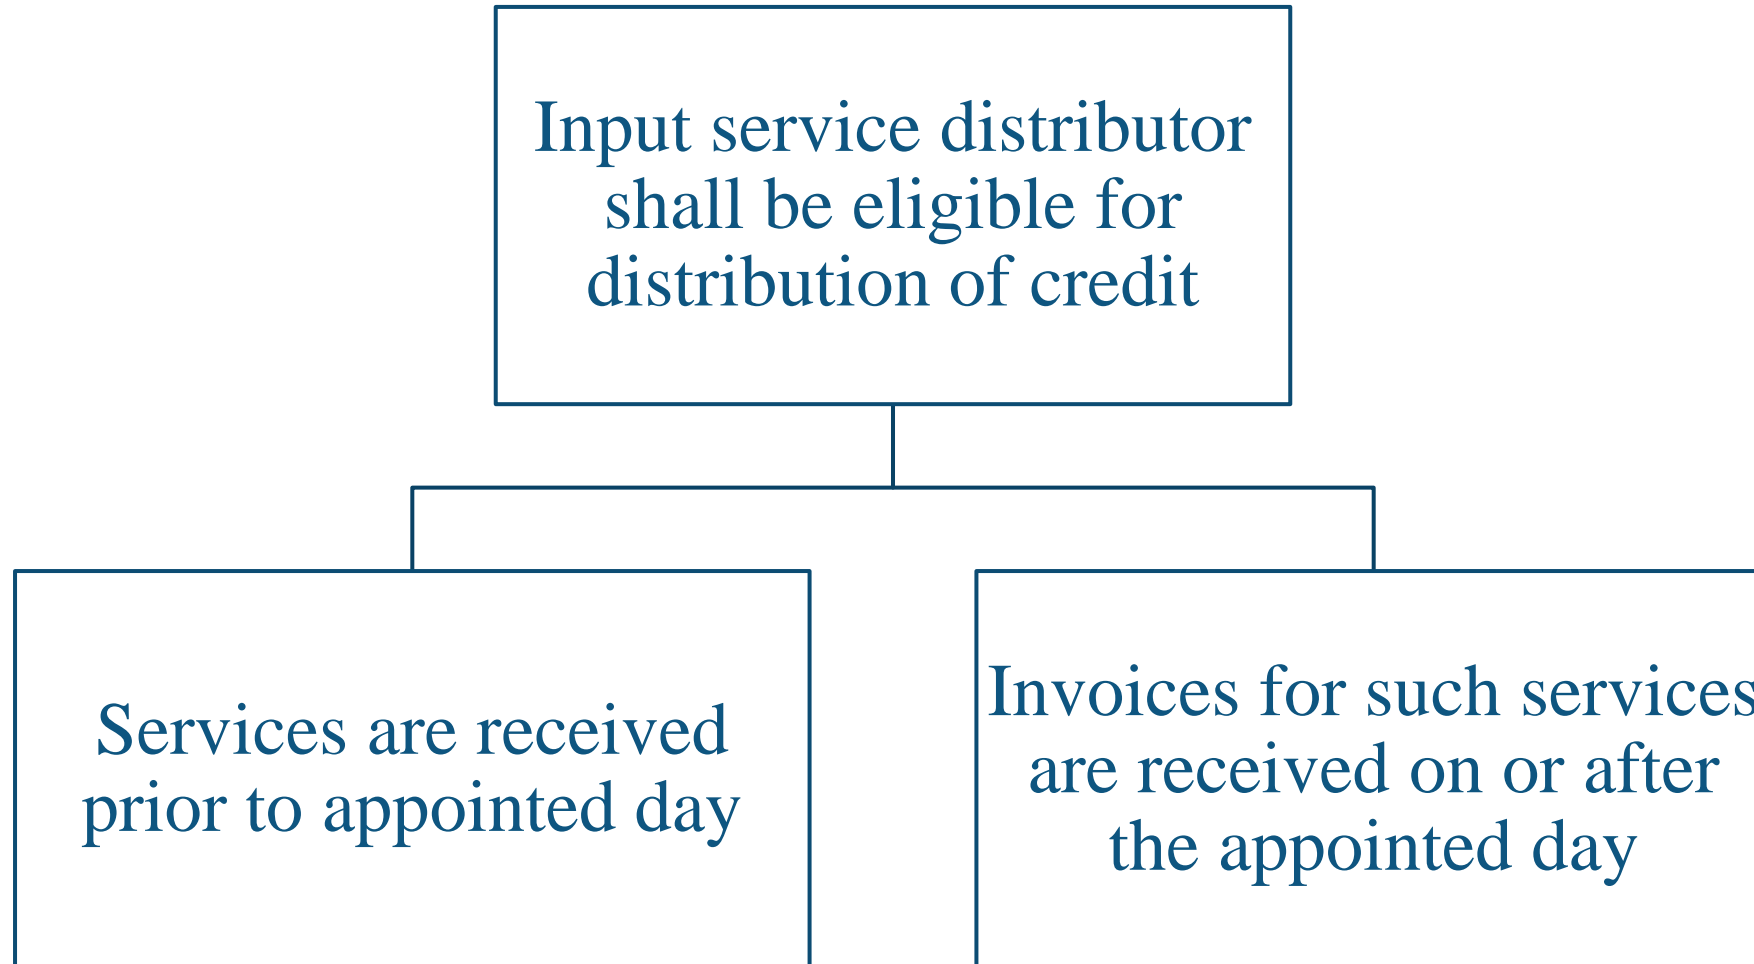 Input service distributor
shall be eligible for
distribution of credit
Services are received
prior to appointed day
Invoices for such services
are received on or after
the appointed day